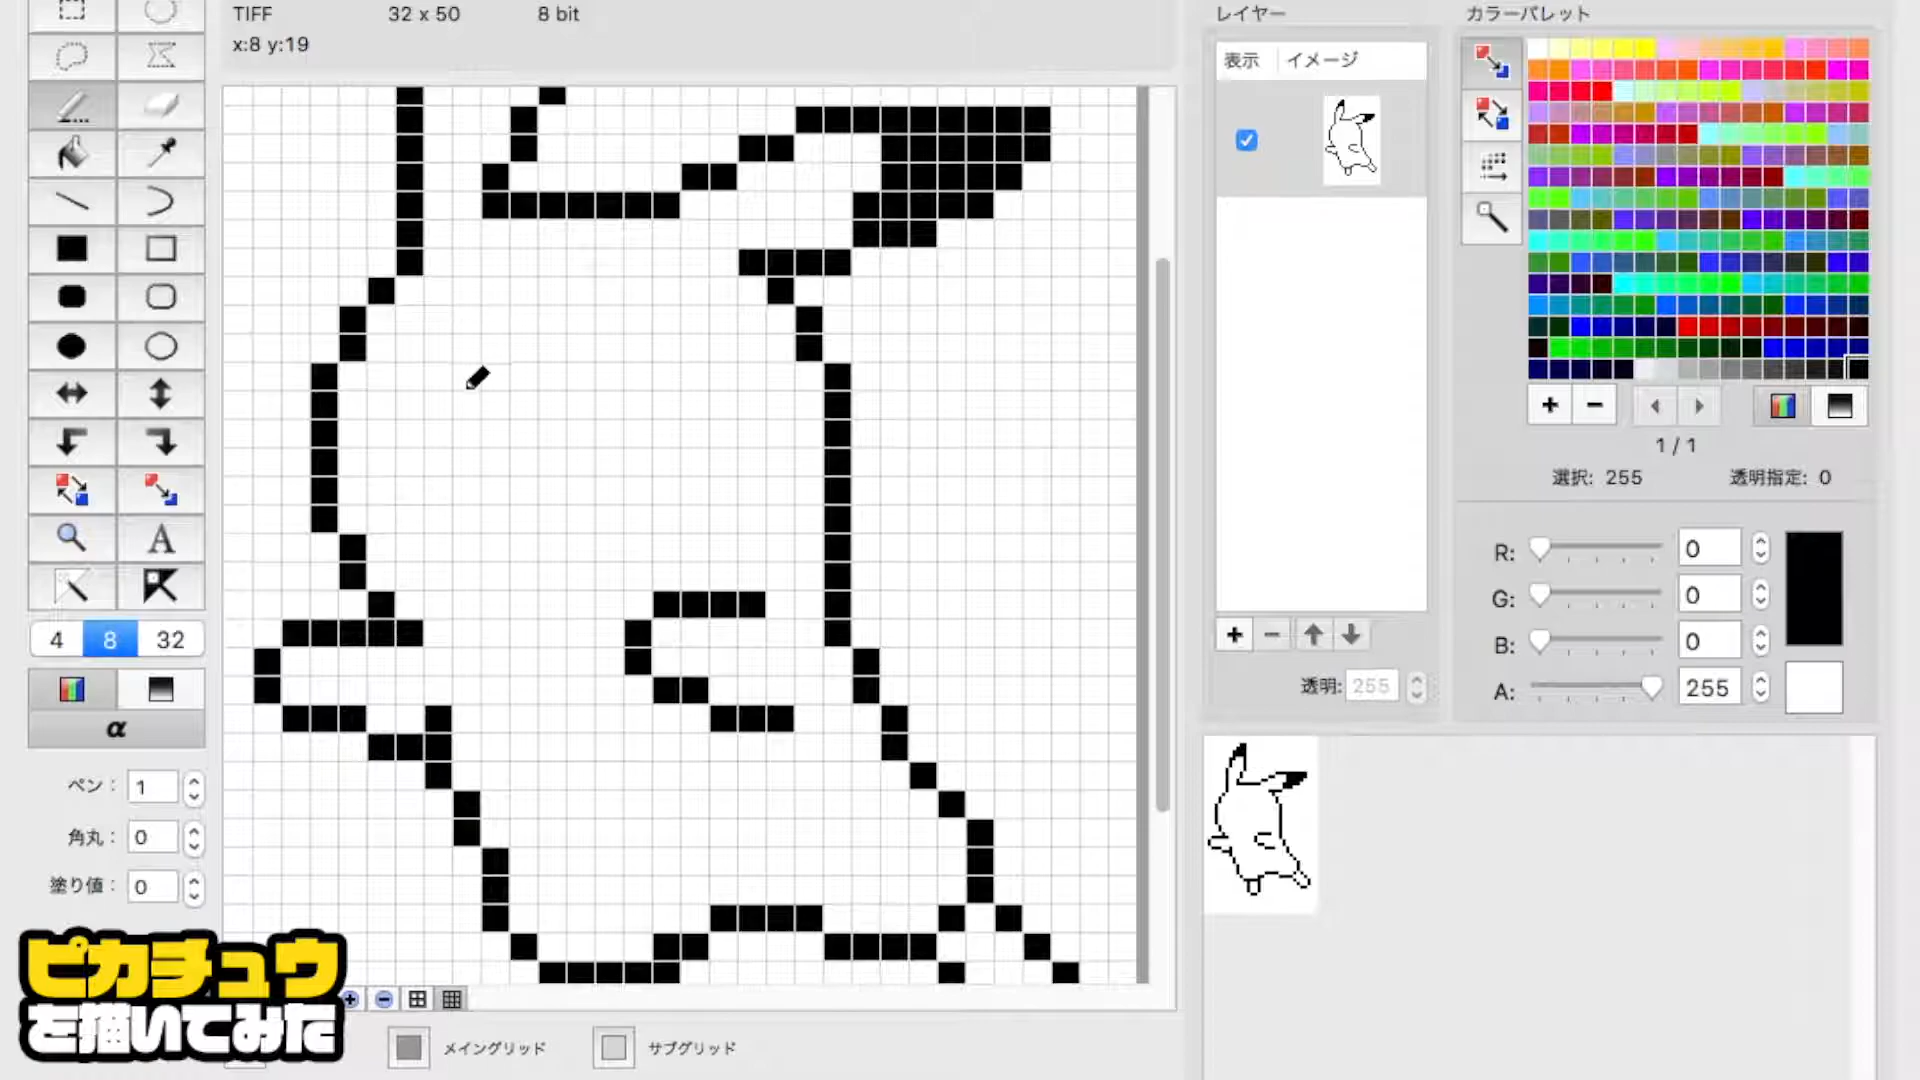 TIFF 32 x 50 8 bit
x:8 y:19
レイヤー
表示 イメージ
カラーパレット
1 / 1
選択: 255 透明指定: 0
R: 0
G: 0
B: 0
A: 255
透明: 255
A
4 8 32
α
ペン : 1
角丸 : 0
塗り値 : 0
メイングリッド サブグリッド
ピカチュウ
を描いてみた